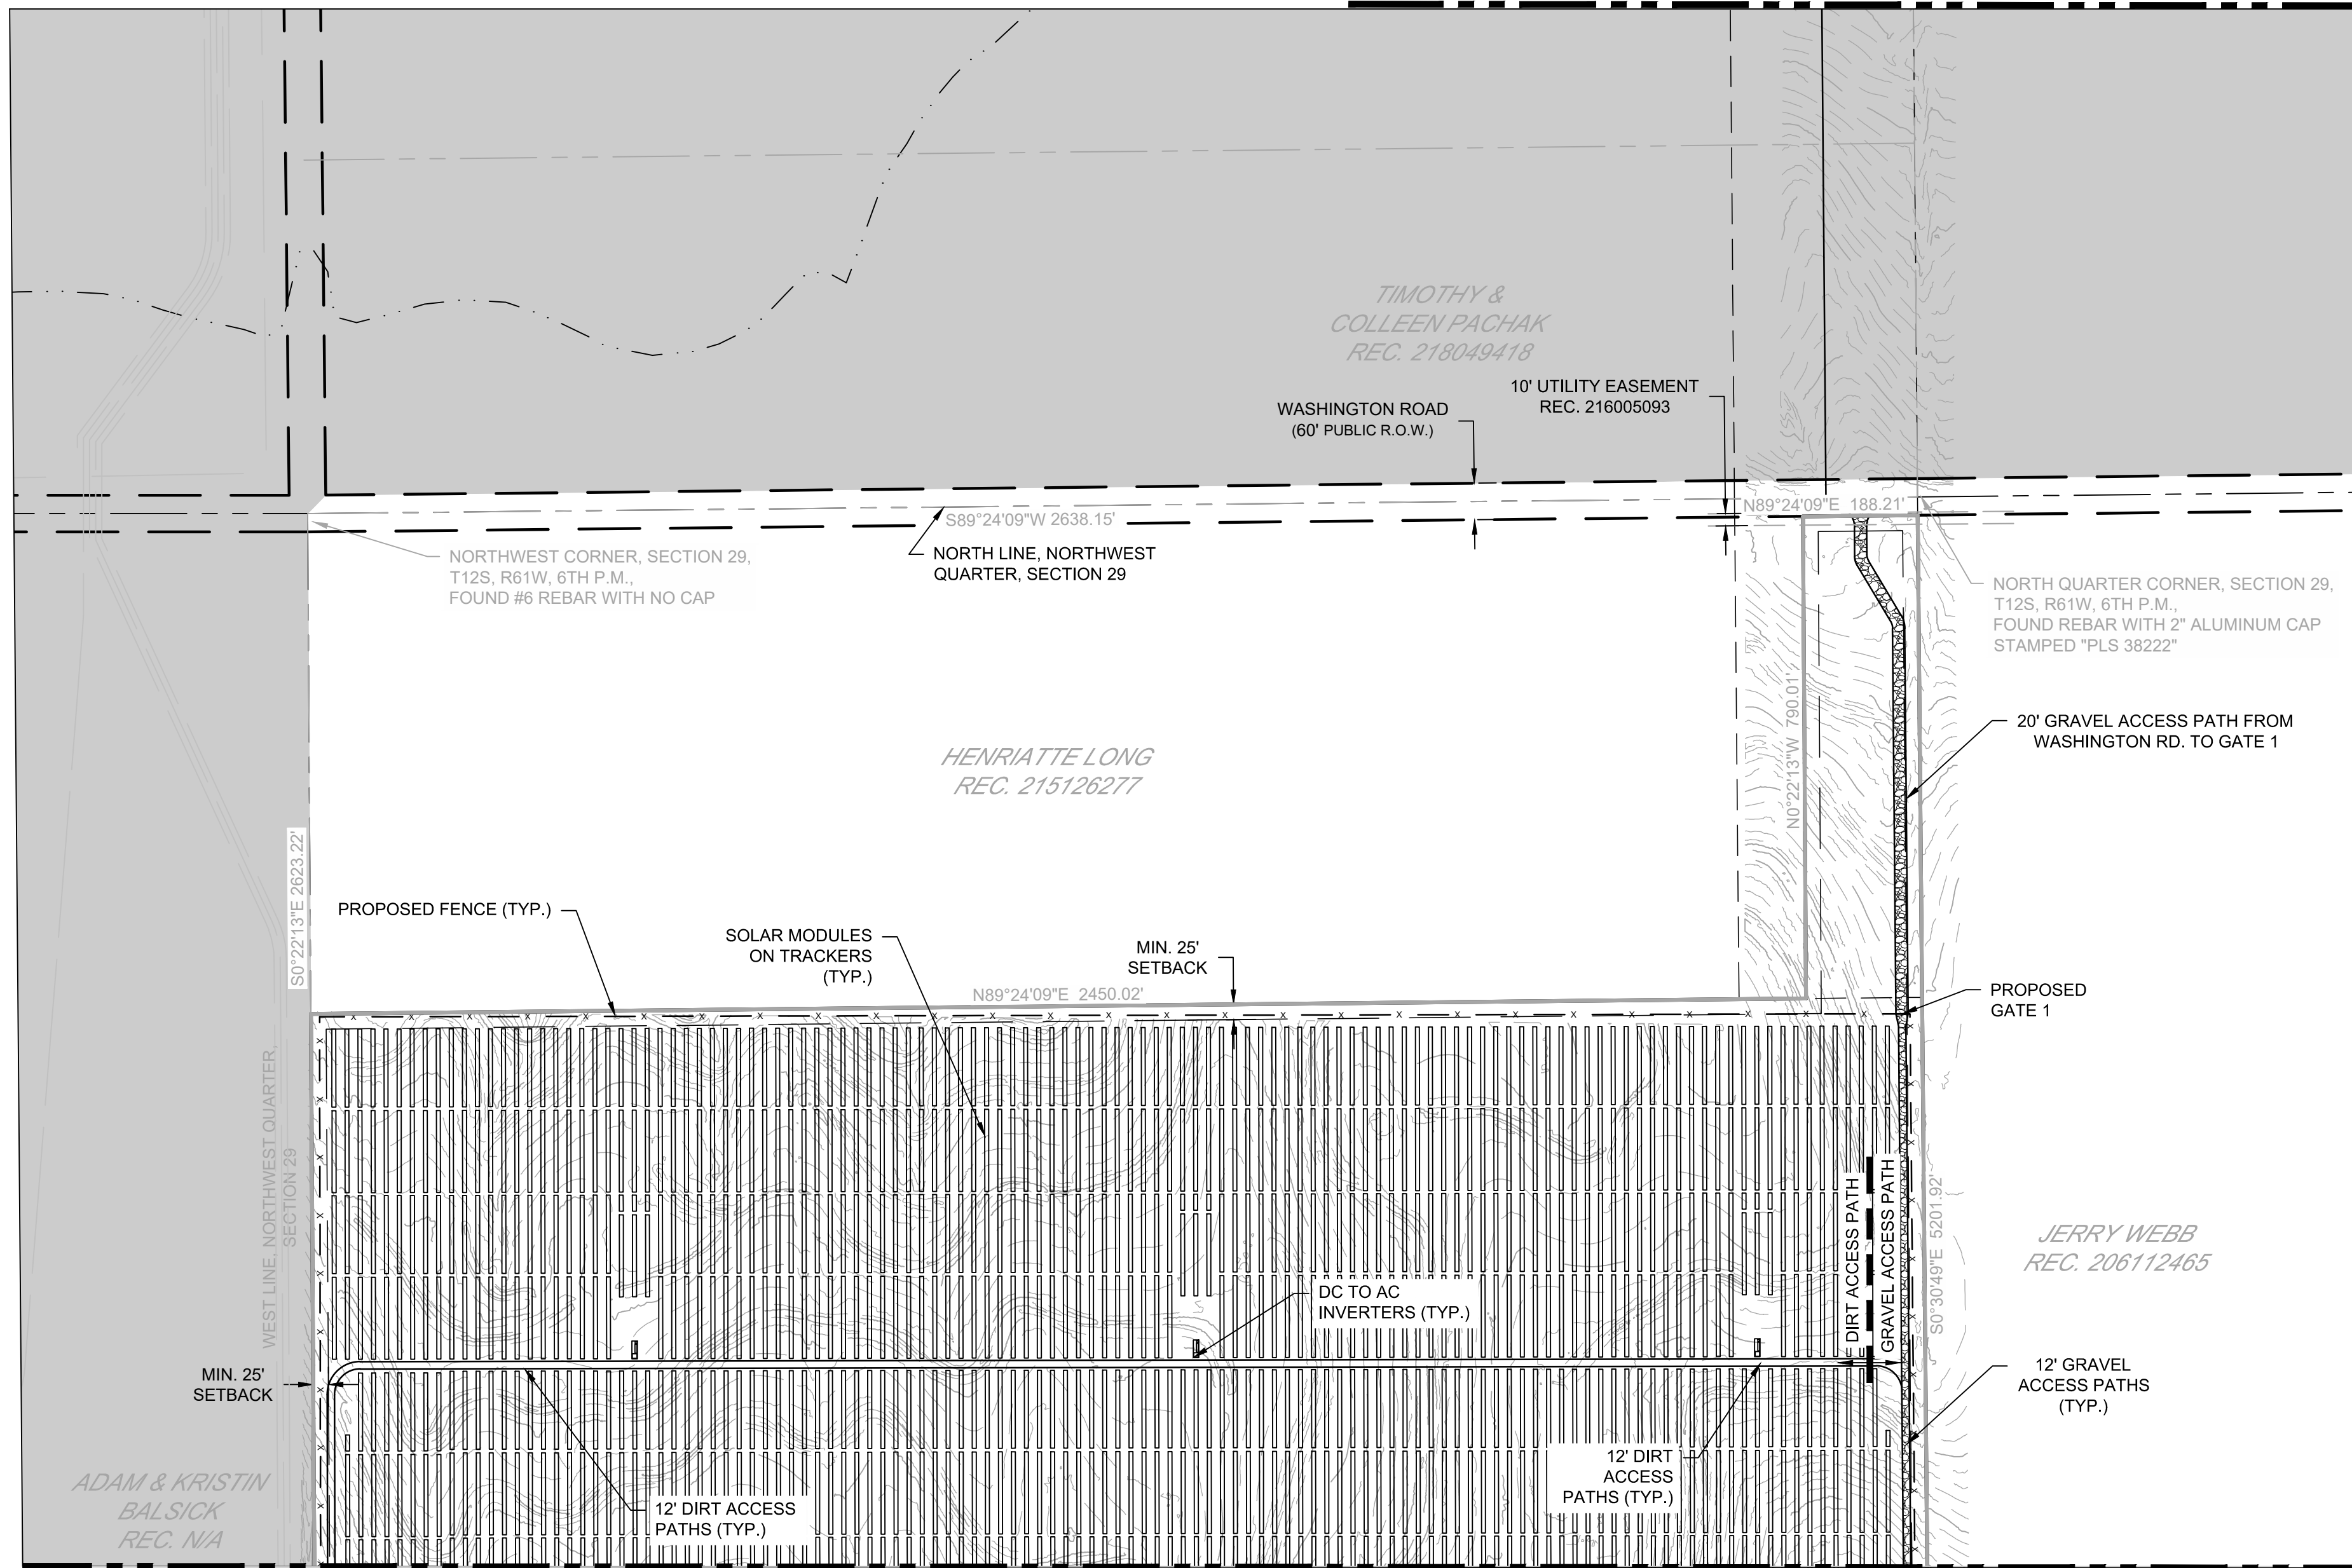 TIMOTHY &
COLLEEN PACHAK
REC. 218049418
10' UTILITY EASEMENT
REC. 216005093
WASHINGTON ROAD
(60' PUBLIC R.O.W.)
N89°24'09"E 188.21'
S89°24'09"W 2638.15'
NORTHWEST CORNER, SECTION 29,
T12S, R61W, 6TH P.M.,
FOUND #6 REBAR WITH NO CAP
NORTH LINE, NORTHWEST
QUARTER, SECTION 29
NORTH QUARTER CORNER, SECTION 29,
T12S, R61W, 6TH P.M.,
FOUND REBAR WITH 2" ALUMINUM CAP
STAMPED "PLS 38222"
N0°22'13"W 790.01'
20' GRAVEL ACCESS PATH FROM
WASHINGTON RD. TO GATE 1
HENRIATTE LONG
REC. 215126277
S0°22'13"E 2623.22'
PROPOSED FENCE (TYP.)
SOLAR MODULES
ON TRACKERS
(TYP.)
MIN. 25'
SETBACK
N89°24'09"E 2450.02'
PROPOSED
GATE 1
WEST LINE, NORTHWEST QUARTER,
SECTION 29
DIRT ACCESS PATH
GRAVEL ACCESS PATH
S0°30'49"E 5201.92'
JERRY WEBB
REC. 206112465
DC TO AC
INVERTERS (TYP.)
MIN. 25'
SETBACK
12' GRAVEL
ACCESS PATHS
(TYP.)
12' DIRT
ACCESS
PATHS (TYP.)
12' DIRT ACCESS
PATHS (TYP.)
ADAM & KRISTIN
BALSICK
REC. N/A